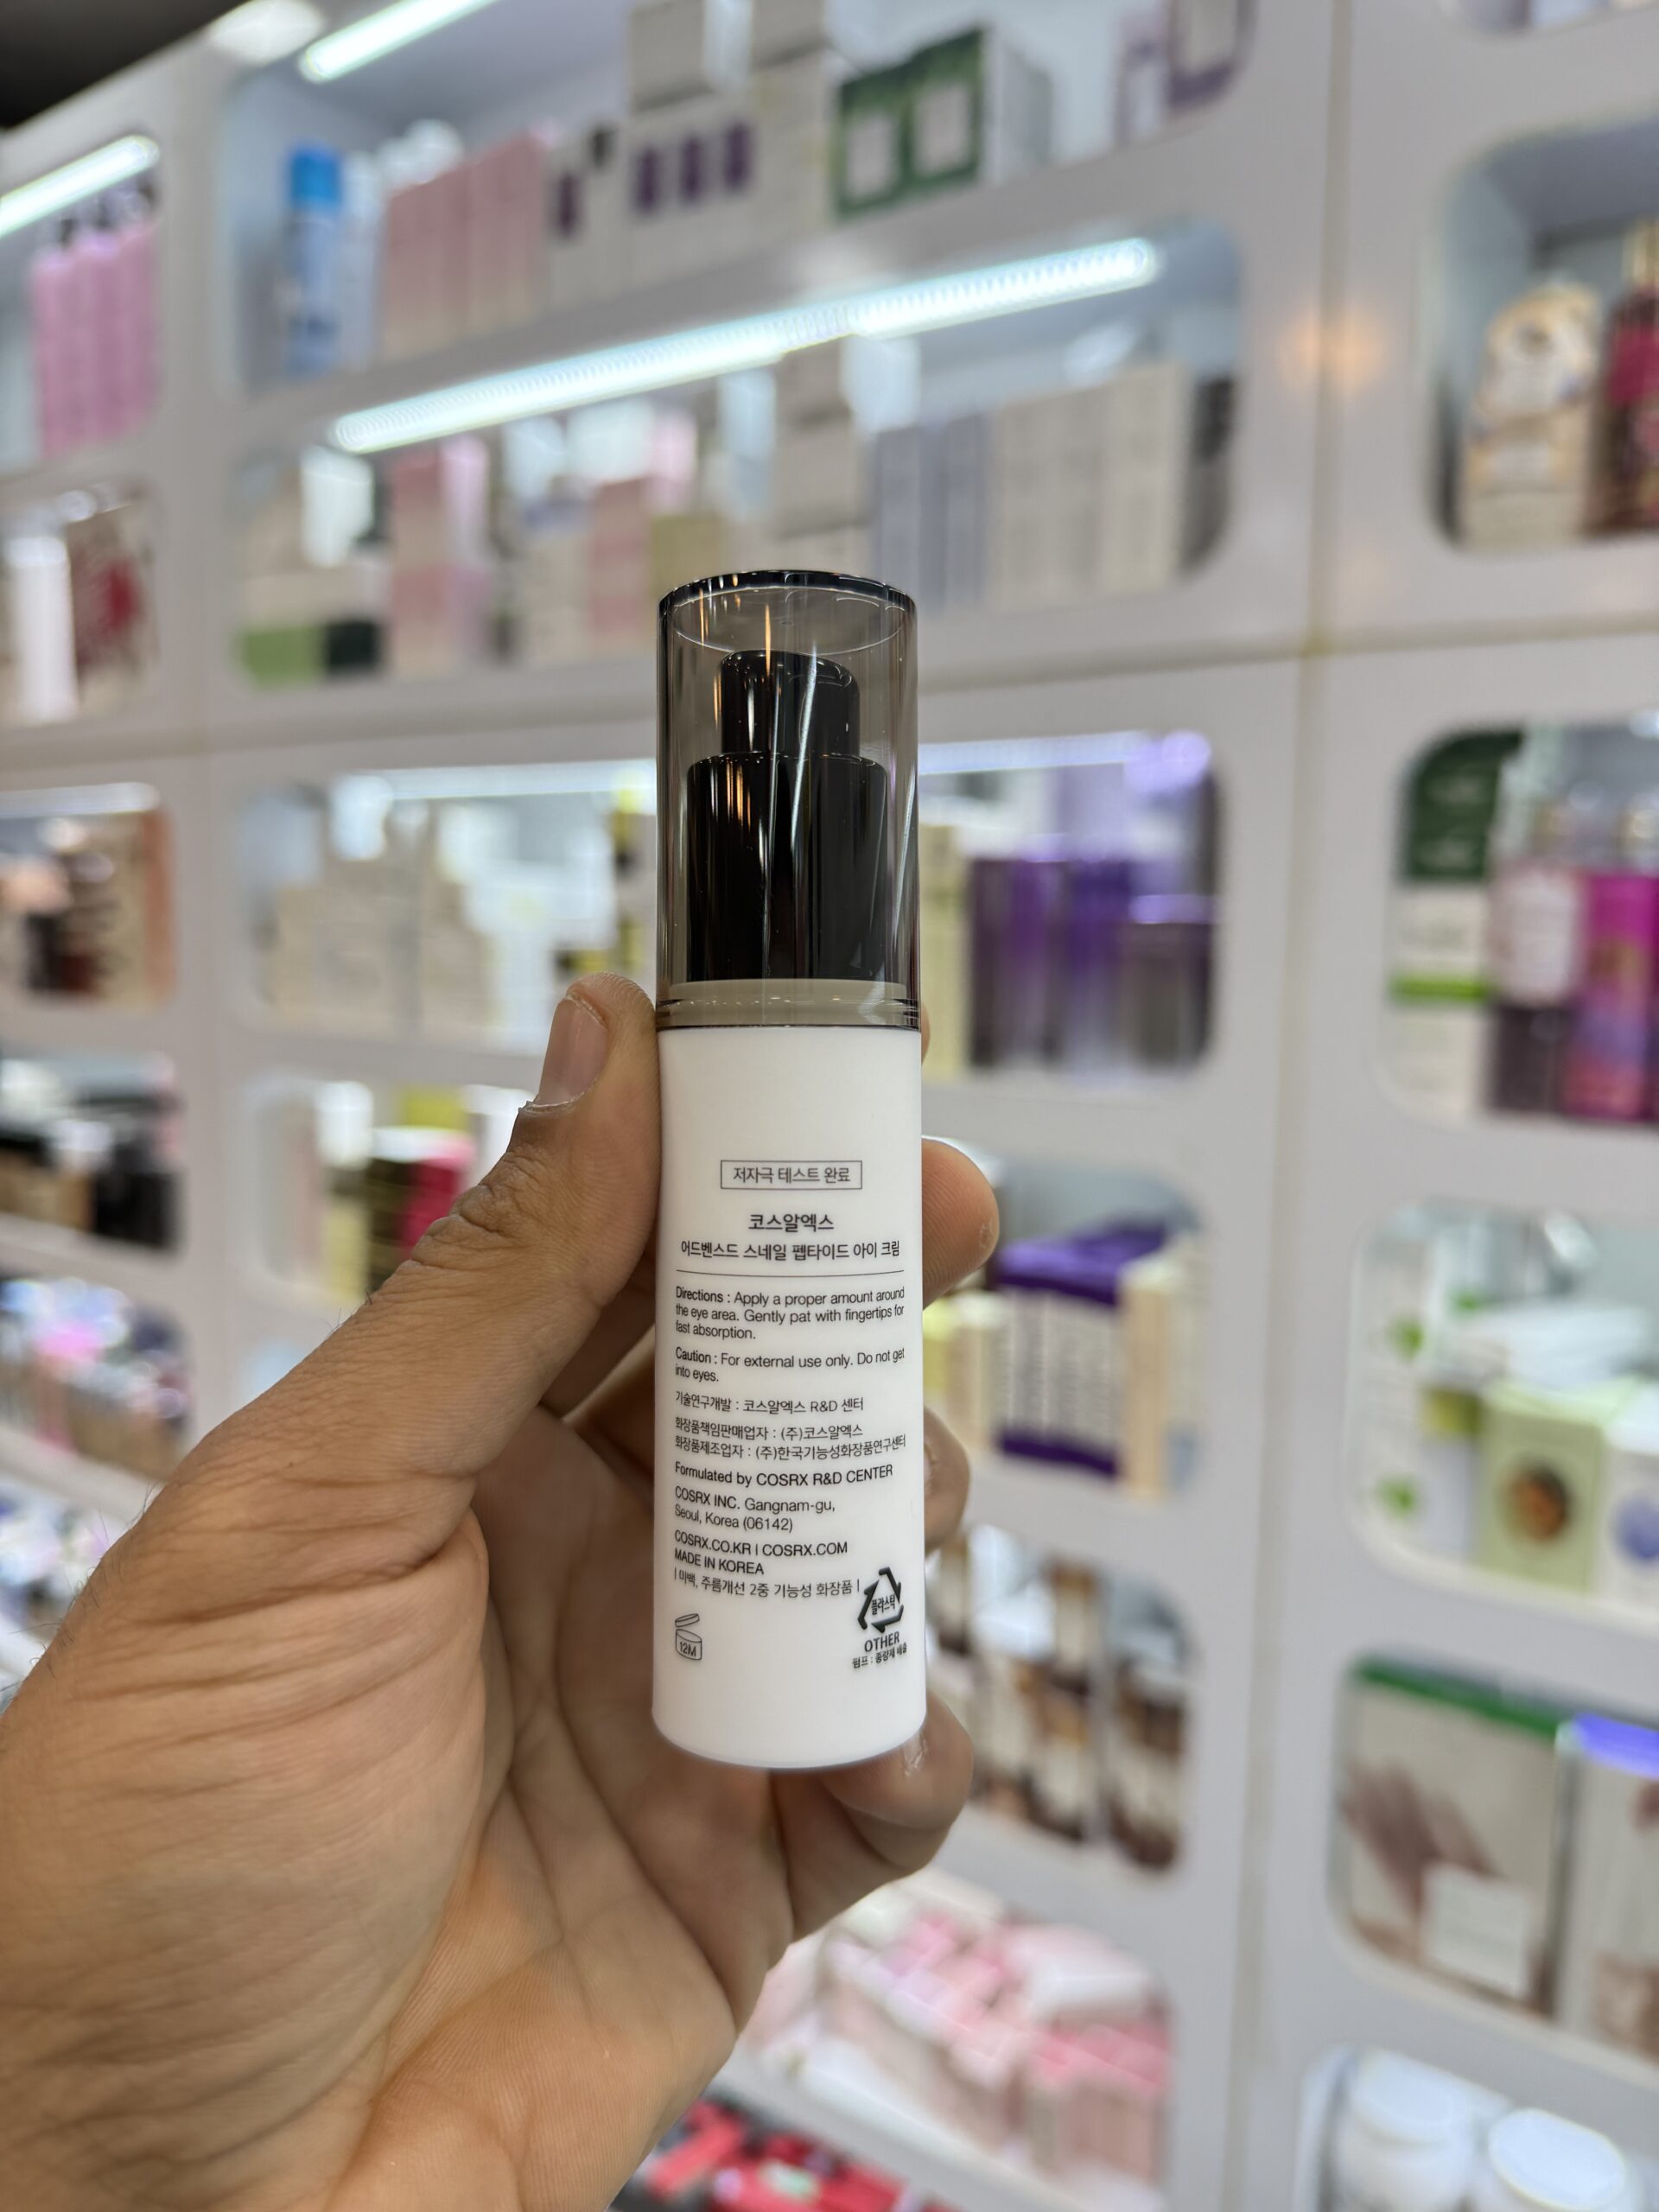 저자극 테스트 완료
코스알엑스
어드벤스드 스네일 펩타이드 아이 크림
Directions : Apply a proper amount around
the eye area. Gently pat with fingertips for
fast absorption.
Caution : For external use only. Do not get
into eyes.
기술연구개발 : 코스알엑스 R&D 센터
화장품책임판매업자 : (주)코스알엑스
화장품제조업자 : (주)한국기능성화장품연구센터
Formulated by COSRX R&D CENTER
COSRX INC. Gangnam-gu,
Seoul, Korea (06142)
COSRX.CO.KR | COSRX.COM
MADE IN KOREA
| 미백, 주름개선 2중 기능성 화장품 |
플라스틱
OTHER
펌프 : 종량제 배출
12M